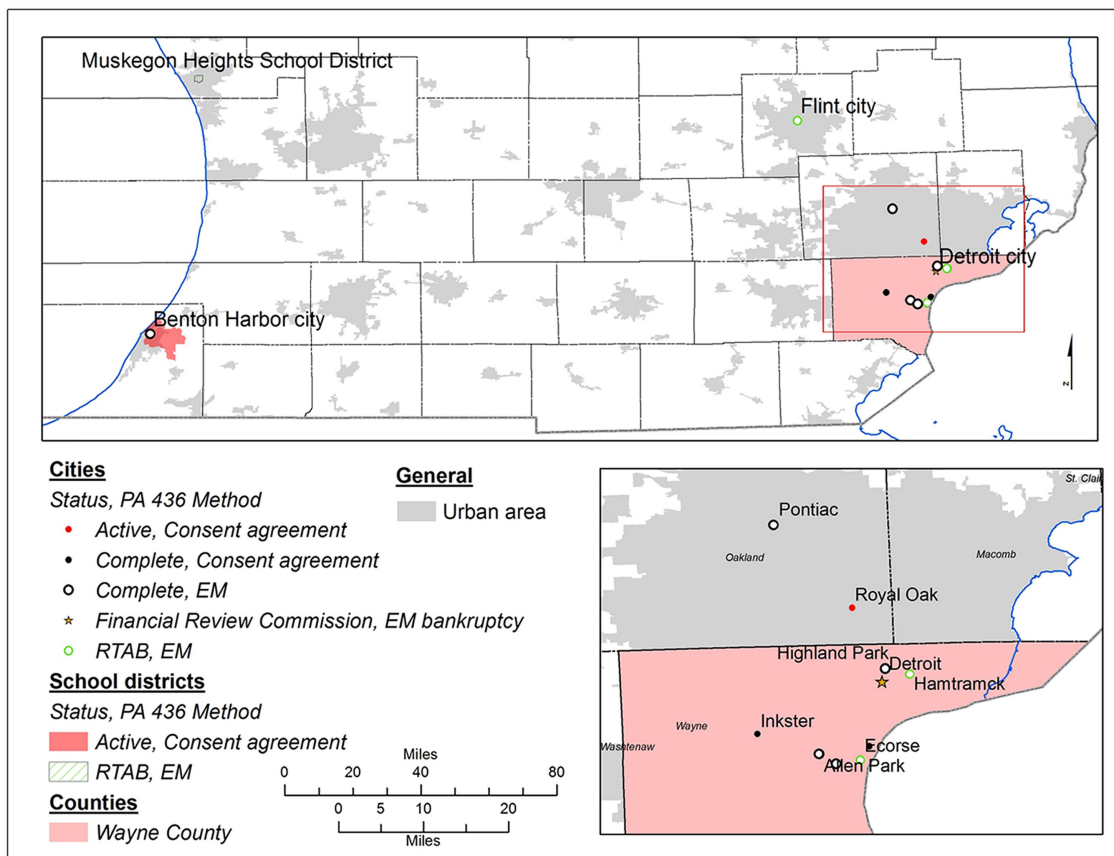 Muskegon Heights School District
Flint city
Detroit city
Benton Harbor city
N
Cities
Status, PA 436 Method
Active, Consent agreement
Complete, Consent agreement
Complete, EM
Financial Review Commission, EM bankruptcy
RTAB, EM
School districts
Status, PA 436 Method
Active, Consent agreement
RTAB, EM
Counties
Wayne County
General
Urban area
Miles
0 20 40 80
0 5 10 20
Miles
St. Clair
Pontiac
Oakland
Macomb
Royal Oak
Highland Park
Detroit
Hamtramck
Wayne
Inkster
Washtenaw
Ecorse
Allen Park